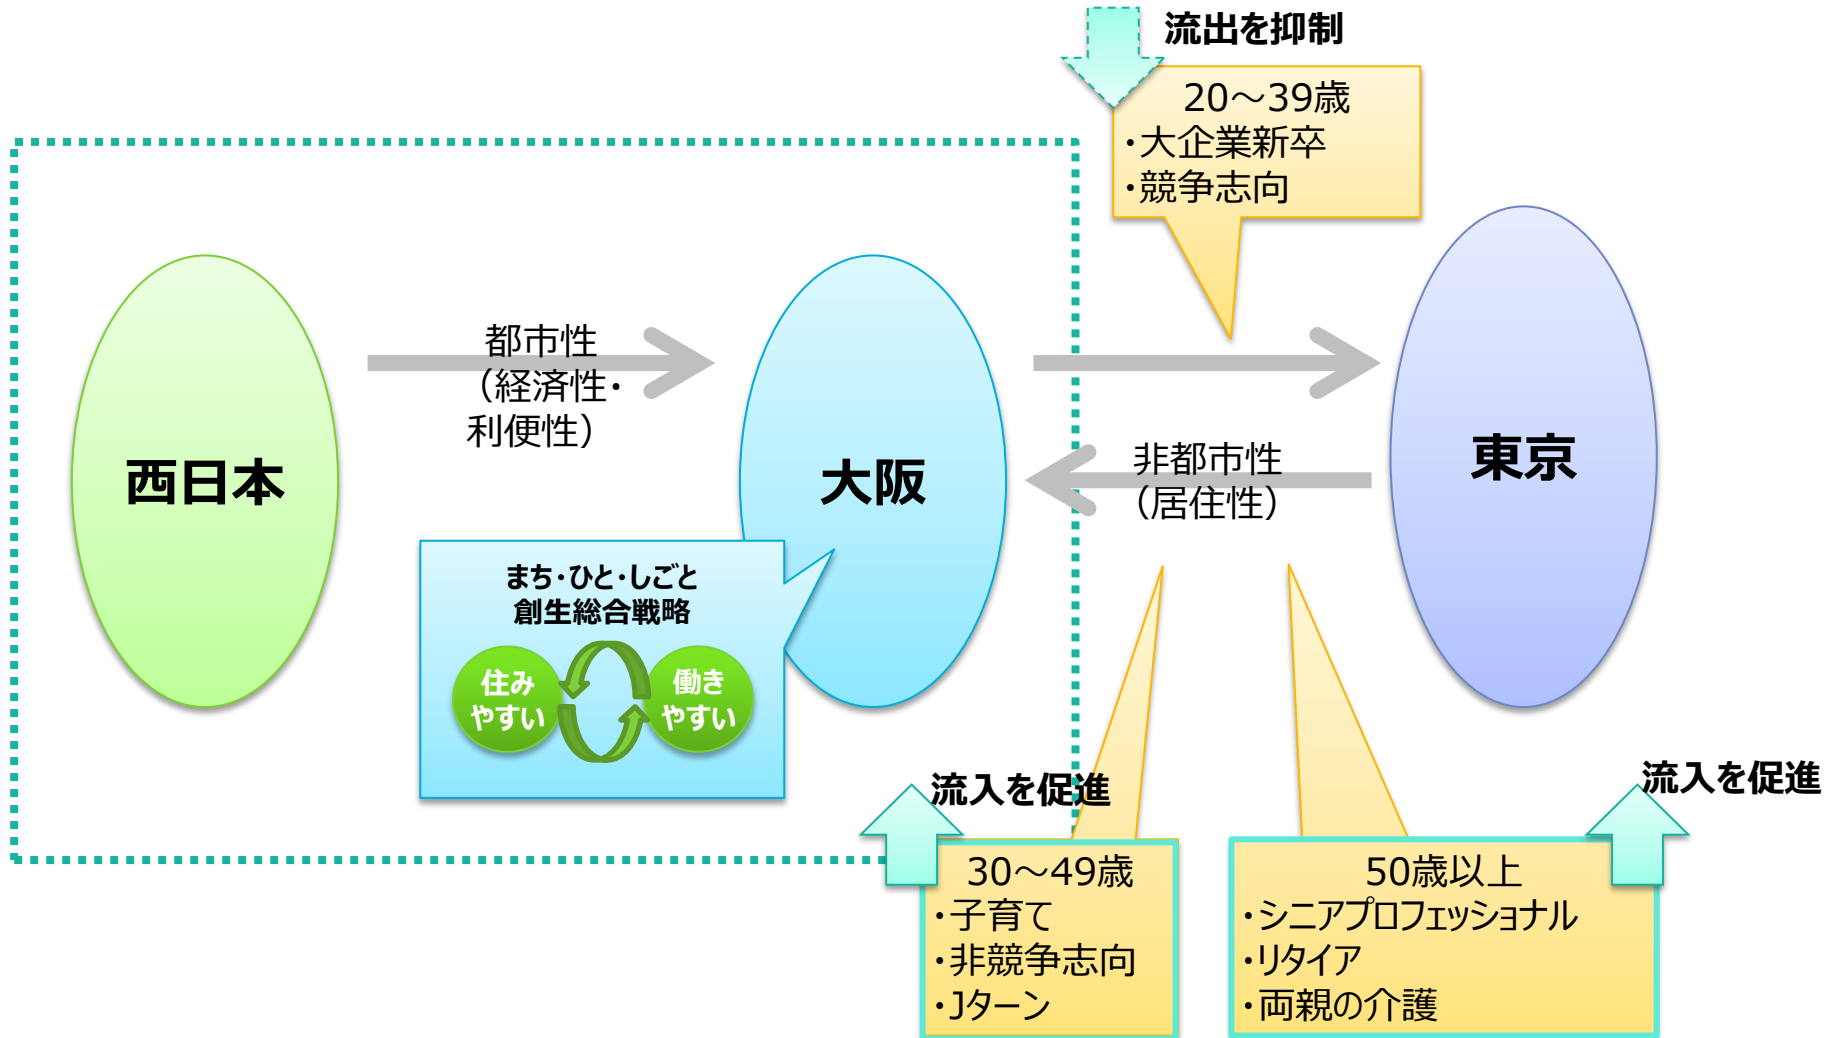 流出を抑制
20～39歳
・大企業新卒
・競争志向
西日本
都市性
（経済性・
利便性）
大阪
非都市性
（居住性）
東京
まち・ひと・しごと
創生総合戦略
住み
やすい
働き
やすい
流入を促進
30～49歳
・子育て
・非競争志向
・Jターン
流入を促進
50歳以上
・シニアプロフェッショナル
・リタイア
・両親の介護